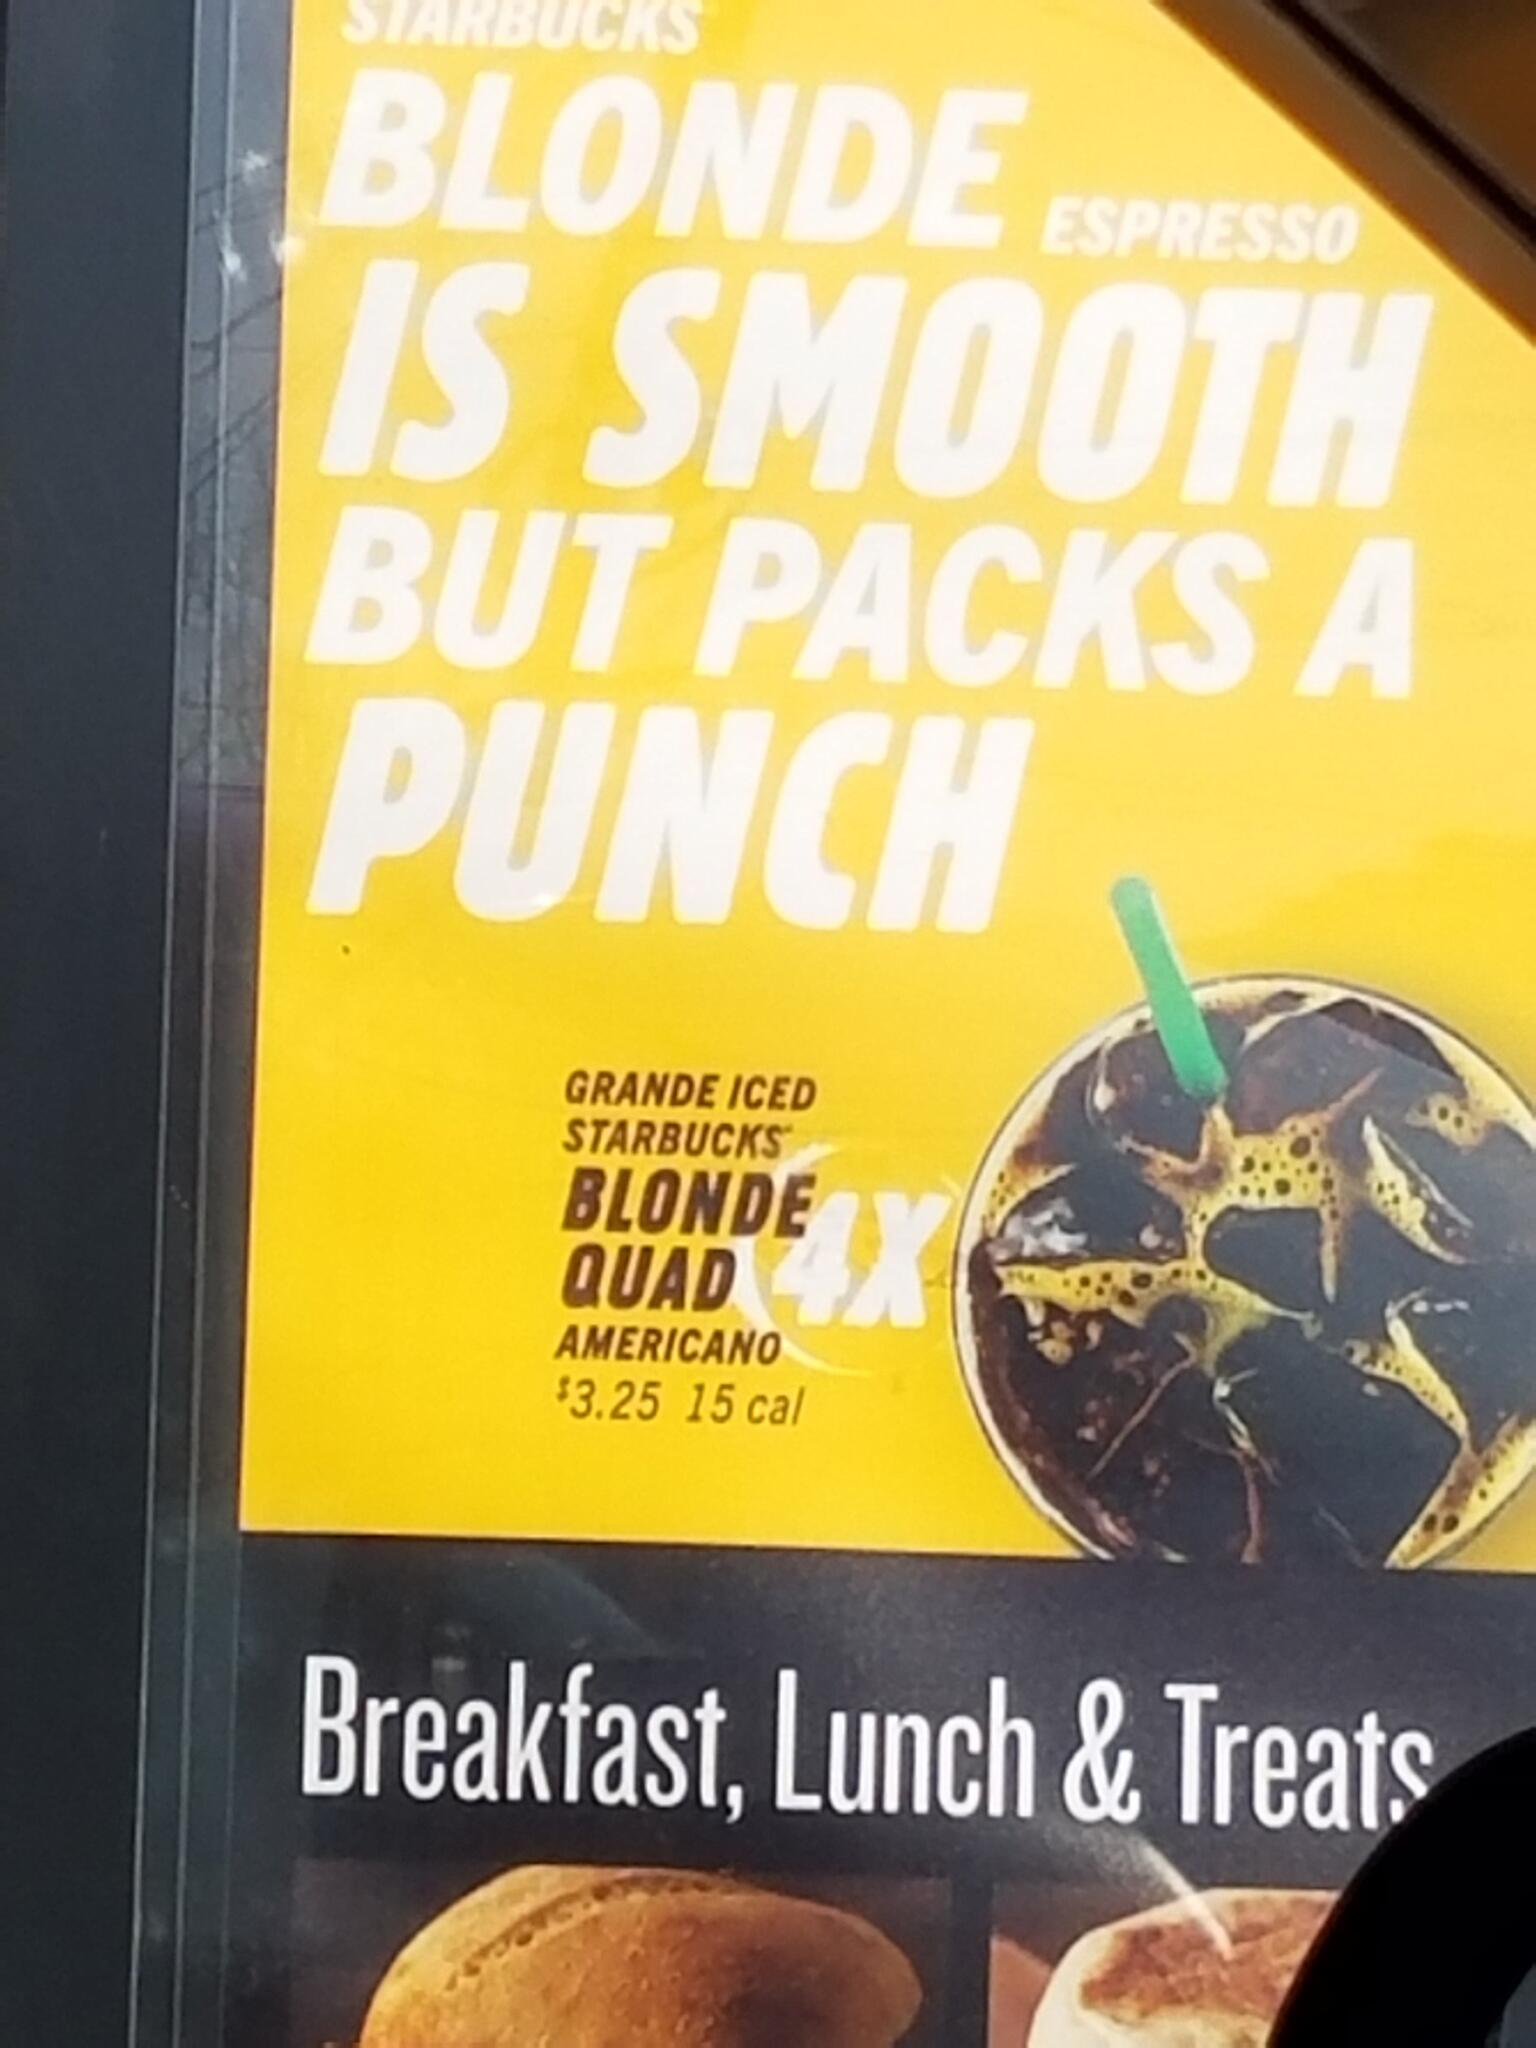 STARBUCKS
BLONDE ESPRESSO
IS SMOOTH
BUT PACKS A
PUNCH
GRANDE ICED
STARBUCKS
BLONDE
QUAD 4X
AMERICANO
$3.25 15 cal
Breakfast, Lunch & Treats